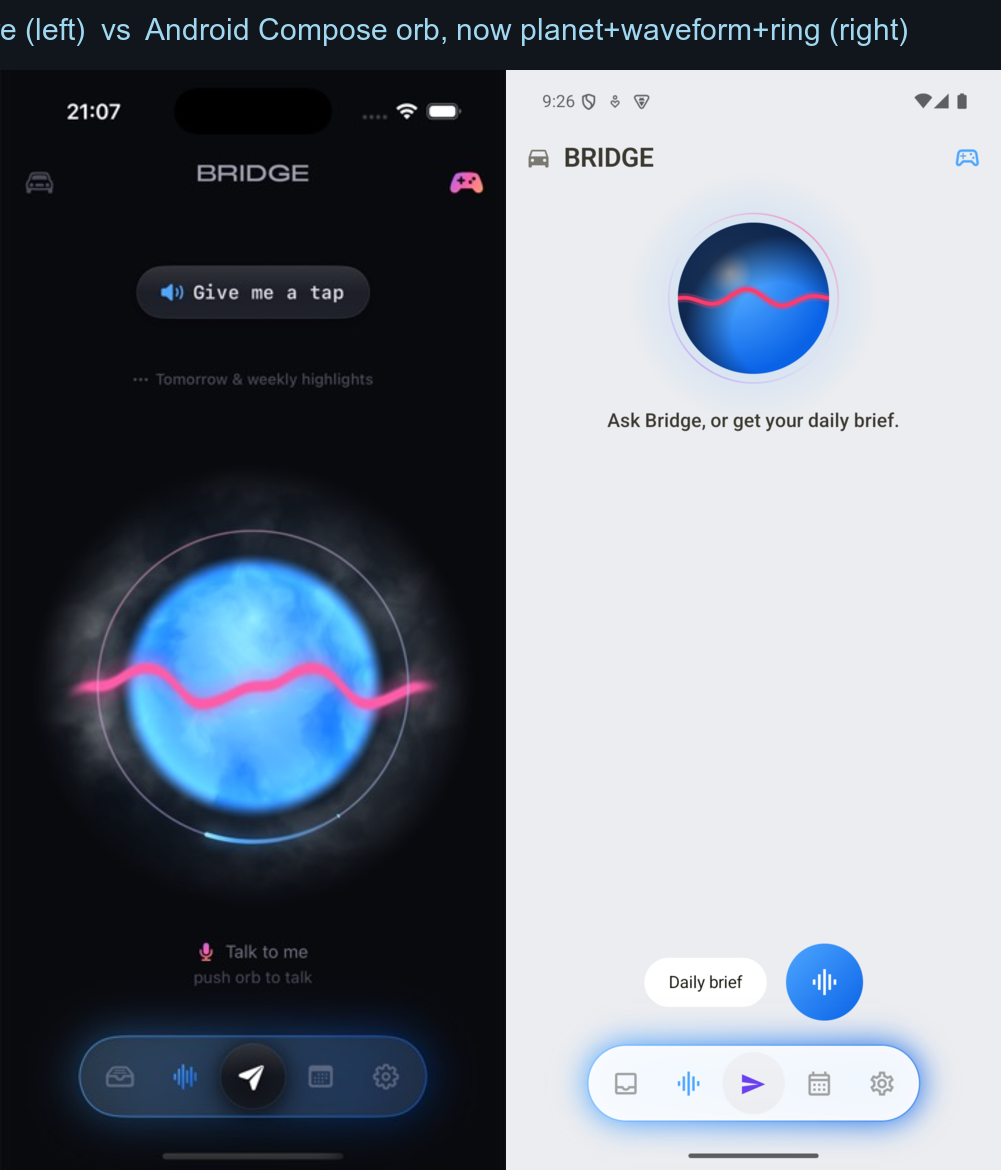 e (left) vs Android Compose orb, now planet+waveform+ring (right)
21:07
BRIDGE
Give me a tap
Tomorrow & weekly highlights
Talk to me
push orb to talk
9:26
BRIDGE
Ask Bridge, or get your daily brief.
Daily brief